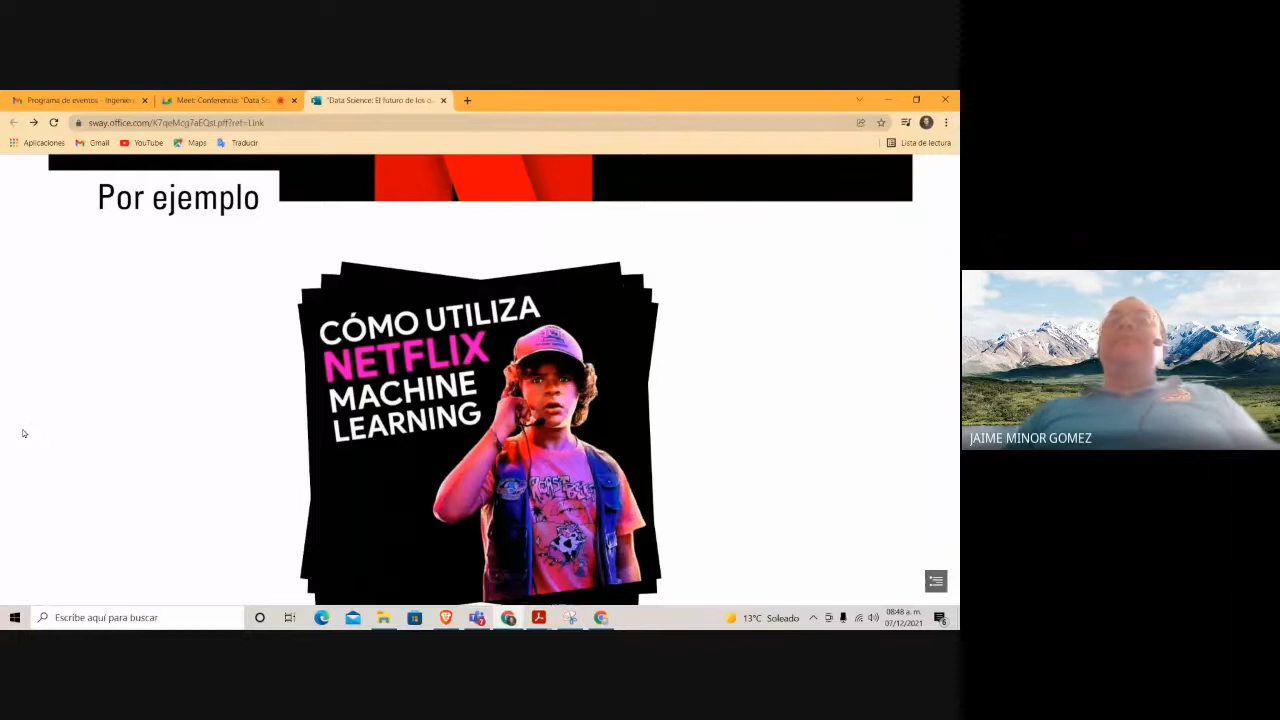 Programa de eventos - Ingenier
Meet: Conferencia: "Data Sc
"Data Science: El futuro de los o
sway.office.com/K7qeMcg7aEQsLpff?ref=Link
Aplicaciones
Gmail
YouTube
Maps
Traducir
Lista de lectura
Por ejemplo
CÓMO UTILIZA
NETFLIX
MACHINE
LEARNING
JAIME MINOR GOMEZ
Escribe aquí para buscar
13°C Soleado
08:48 a. m.
07/12/2021